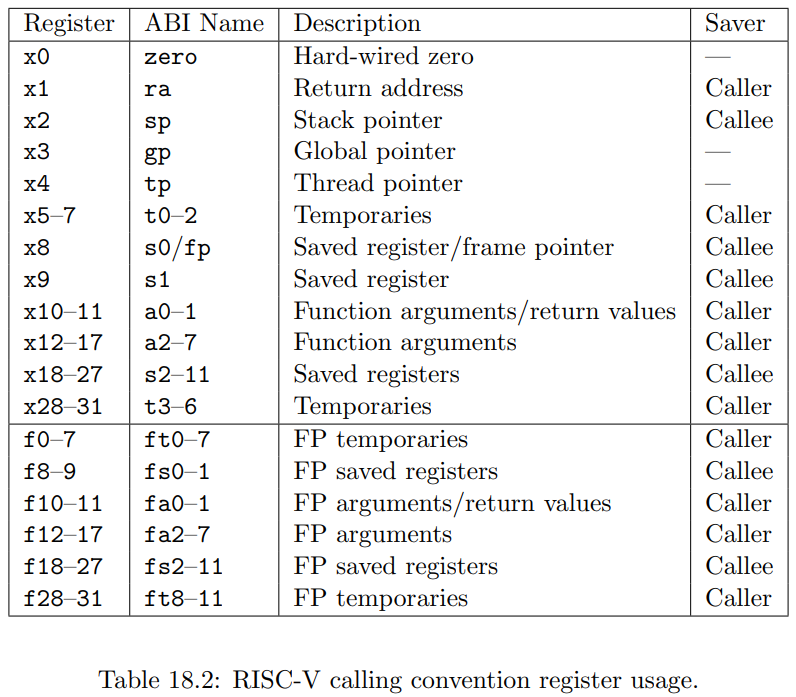 Register ABI Name Description Saver
x0 zero Hard-wired zero —
x1 ra Return address Caller
x2 sp Stack pointer Callee
x3 gp Global pointer —
x4 tp Thread pointer —
x5–7 t0–2 Temporaries Caller
x8 s0/fp Saved register/frame pointer Callee
x9 s1 Saved register Callee
x10–11 a0–1 Function arguments/return values Caller
x12–17 a2–7 Function arguments Caller
x18–27 s2–11 Saved registers Callee
x28–31 t3–6 Temporaries Caller
f0–7 ft0–7 FP temporaries Caller
f8–9 fs0–1 FP saved registers Callee
f10–11 fa0–1 FP arguments/return values Caller
f12–17 fa2–7 FP arguments Caller
f18–27 fs2–11 FP saved registers Callee
f28–31 ft8–11 FP temporaries Caller
Table 18.2: RISC-V calling convention register usage.